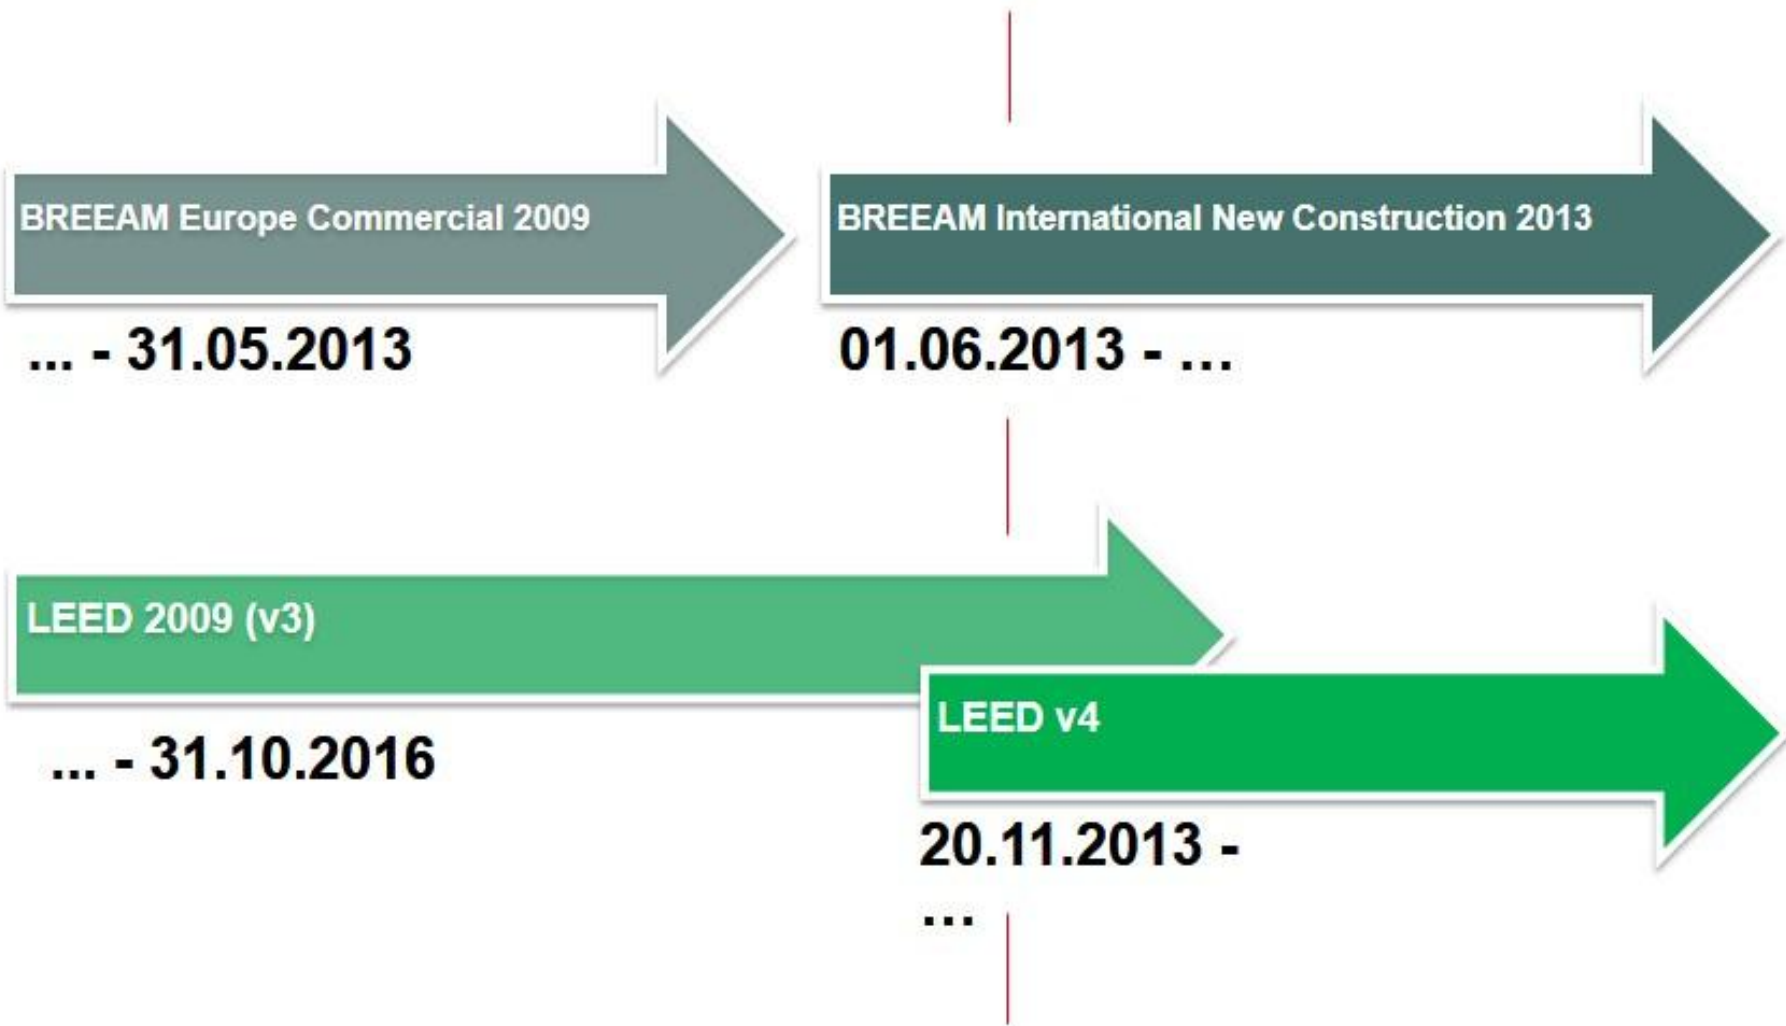 BREEAM Europe Commercial 2009
BREEAM International New Construction 2013
... - 31.05.2013
01.06.2013 - ...
LEED 2009 (v3)
LEED v4
... - 31.10.2016
20.11.2013 -
...